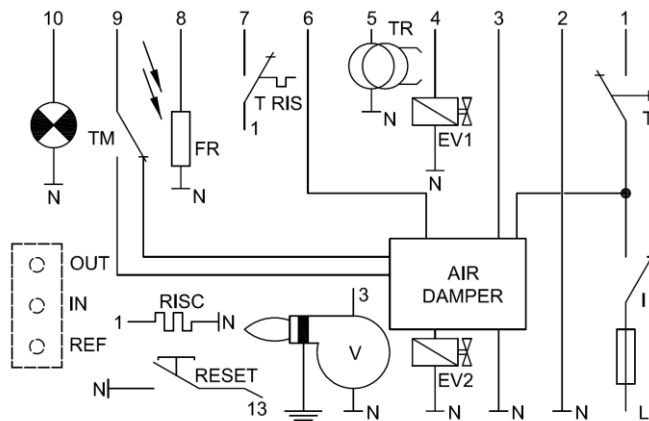 10 9 8 7 6 5 4 3 2 1
TR
TM FR T RIS T
1 N EV1
N N N
OUT AIR
DAMPER
IN RISC 3 I
1 N V
REF EV2
N RESET
13 N N N N L